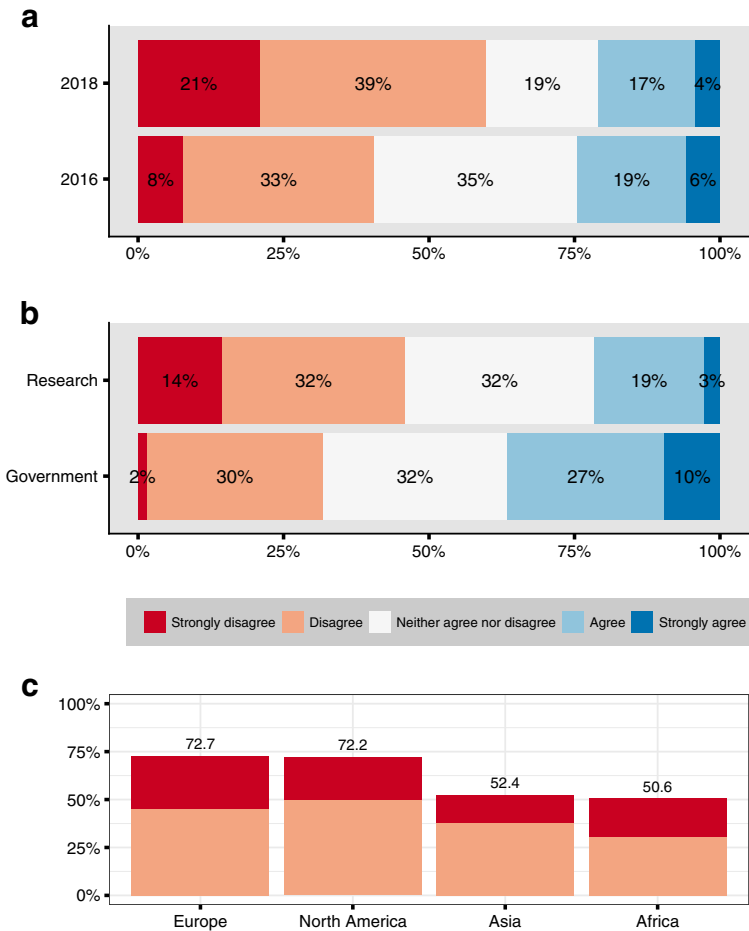 a
2018 21% 39% 19% 17% 4%
2016 8% 33% 35% 19% 6%
0% 25% 50% 75% 100%
b
Research 14% 32% 32% 19% 3%
Government 2% 30% 32% 27% 10%
0% 25% 50% 75% 100%
Strongly disagree Disagree Neither agree nor disagree Agree Strongly agree
c
100%
72.7 72.2
75%
52.4 50.6
50%
25%
0%
Europe North America Asia Africa